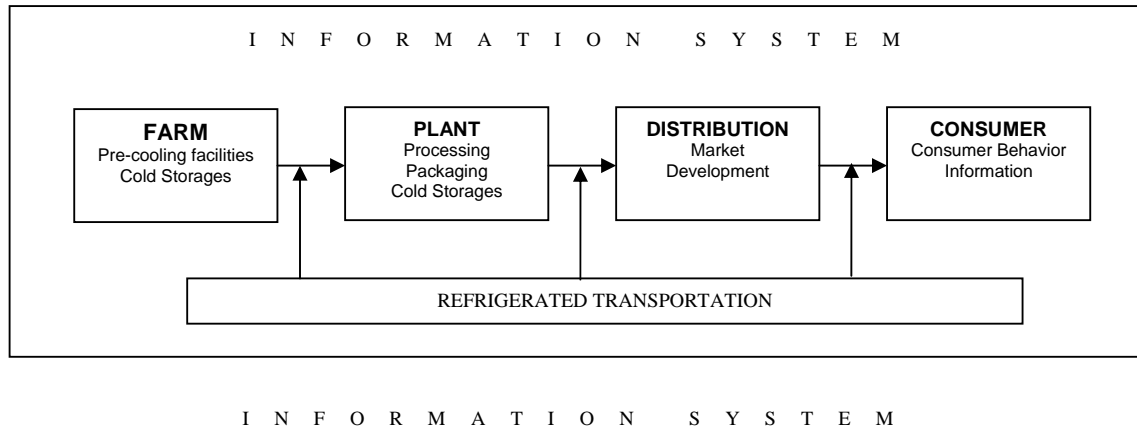 I N F O R M A T I O N S Y S T E M
FARM
Pre-cooling facilities
Cold Storages
PLANT
Processing
Packaging
Cold Storages
DISTRIBUTION
Market
Development
CONSUMER
Consumer Behavior
Information
REFRIGERATED TRANSPORTATION
I N F O R M A T I O N S Y S T E M